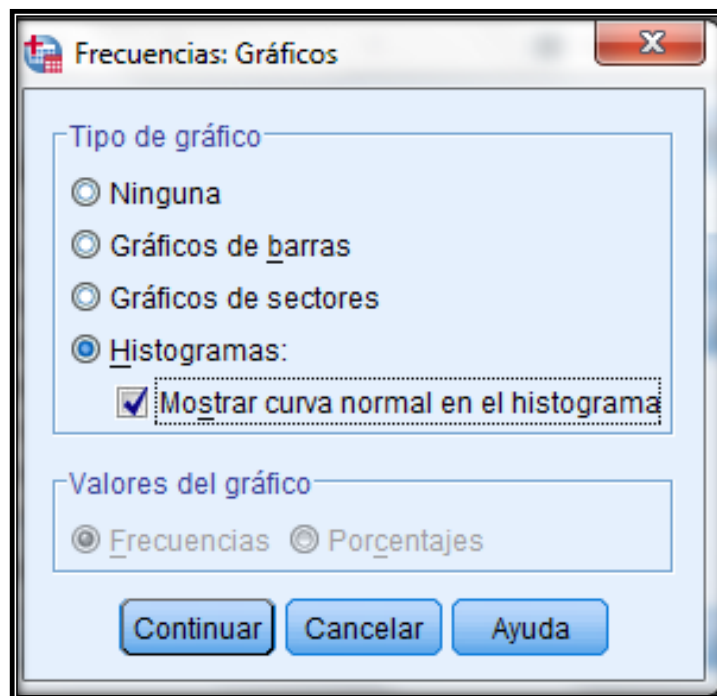 Frecuencias: Gráficos
Tipo de gráfico
Ninguna
Gráficos de barras
Gráficos de sectores
Histogramas:
Mostrar curva normal en el histograma
Valores del gráfico
Frecuencias Porcentajes
Continuar Cancelar Ayuda